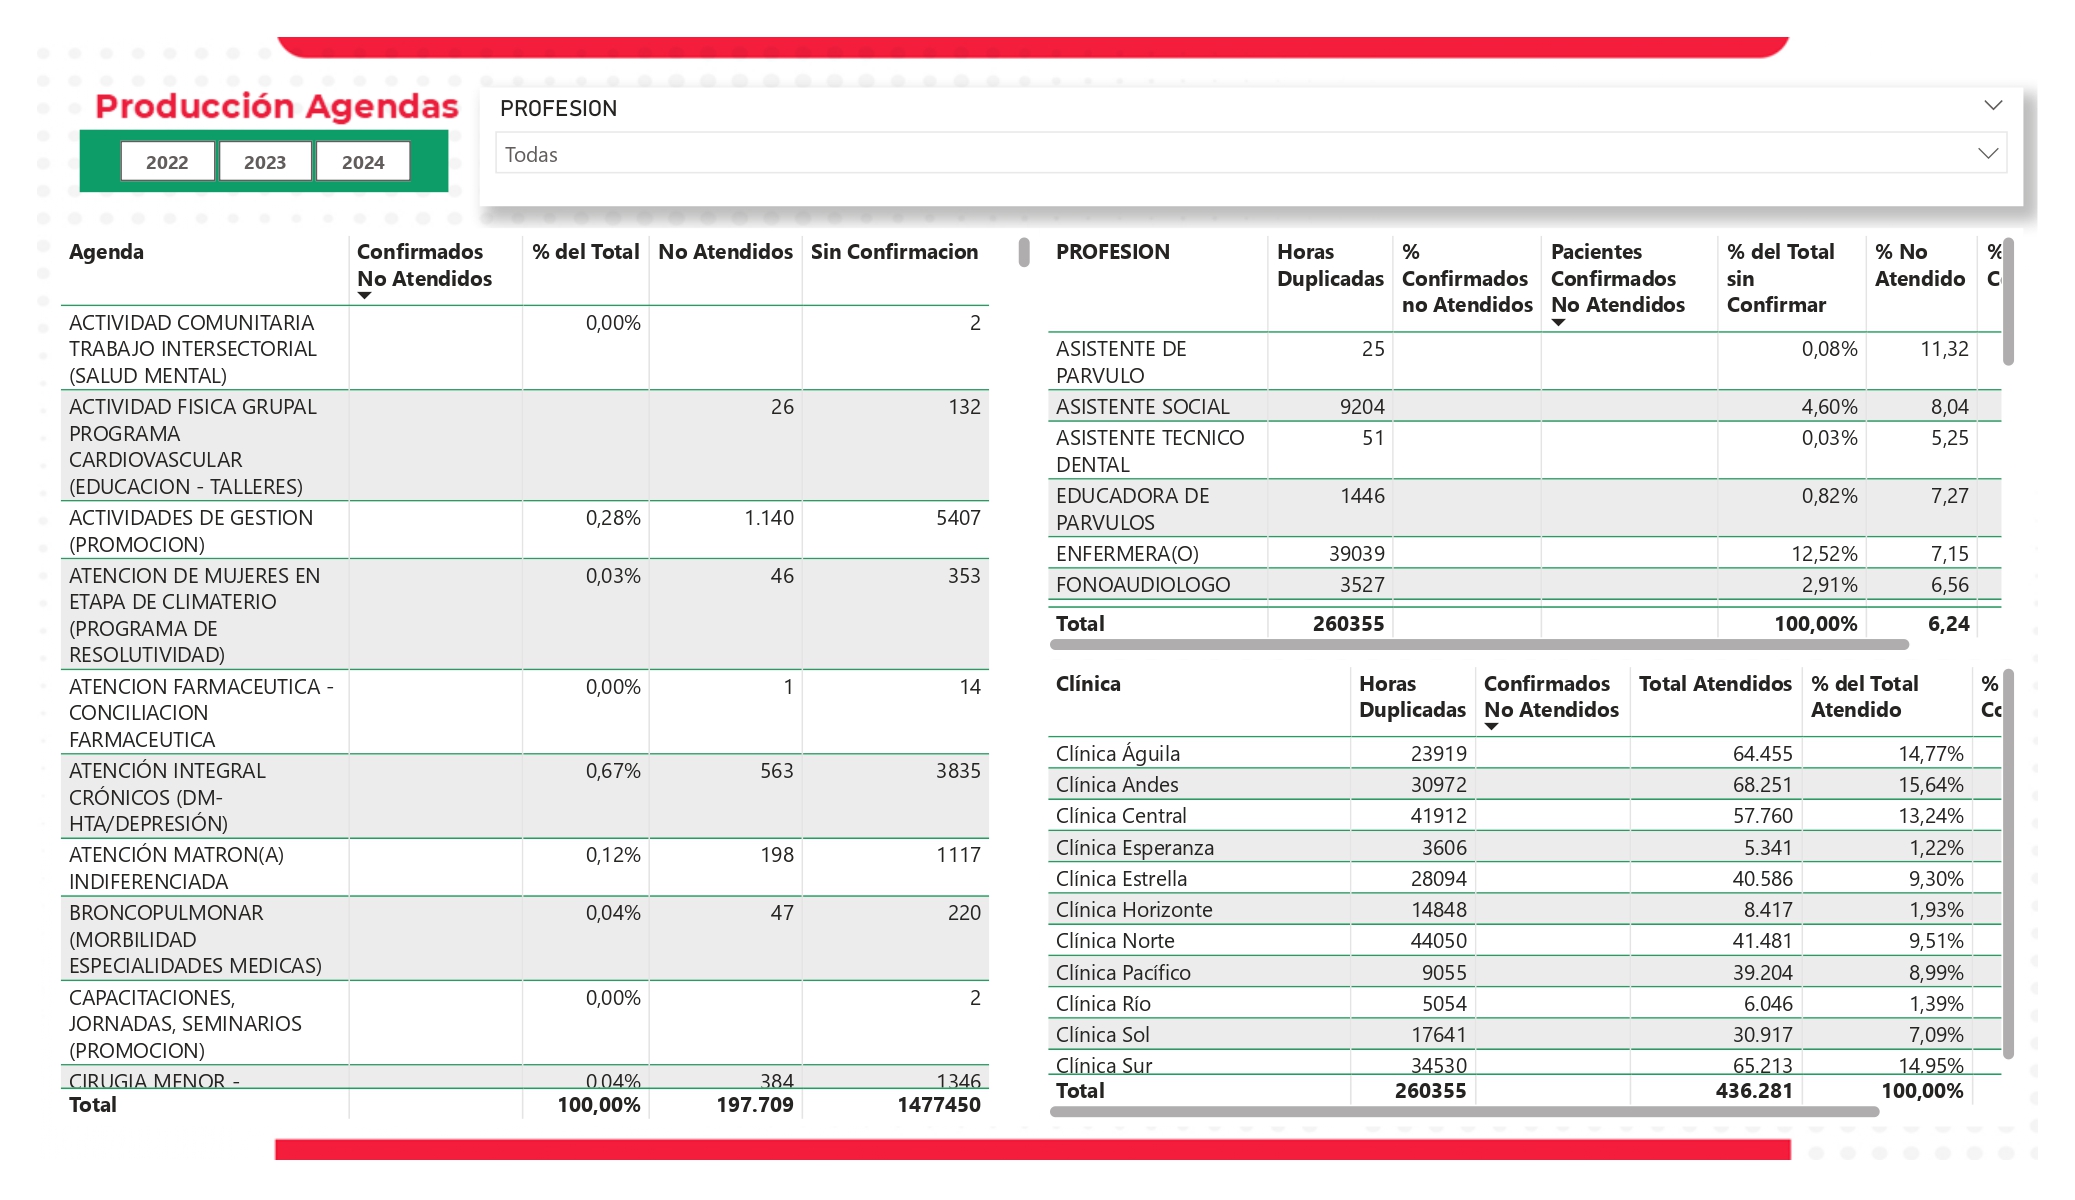 Producción Agendas
2022 2023 2024
PROFESION
Todas
Agenda Confirmados No Atendidos % del Total No Atendidos Sin Confirmacion
ACTIVIDAD COMUNITARIA 0,00% 2
TRABAJO INTERSECTORIAL
(SALUD MENTAL)
ACTIVIDAD FISICA GRUPAL 26 132
PROGRAMA
CARDIOVASCULAR
(EDUCACION - TALLERES)
ACTIVIDADES DE GESTION 0,28% 1.140 5407
(PROMOCION)
ATENCION DE MUJERES EN 0,03% 46 353
ETAPA DE CLIMATERIO
(PROGRAMA DE
RESOLUTIVIDAD)
ATENCION FARMACEUTICA - 0,00% 1 14
CONCILIACION
FARMACEUTICA
ATENCIÓN INTEGRAL 0,67% 563 3835
CRÓNICOS (DM-
HTA/DEPRESIÓN)
ATENCIÓN MATRON(A) 0,12% 198 1117
INDIFERENCIADA
BRONCOPULMONAR 0,04% 47 220
(MORBILIDAD
ESPECIALIDADES MEDICAS)
CAPACITACIONES, 0,00% 2
JORNADAS, SEMINARIOS
(PROMOCION)
CIRUGIA MENOR - 0,04% 384 1346
Total 100,00% 197.709 1477450
PROFESION Horas Duplicadas % Confirmados no Atendidos Pacientes Confirmados No Atendidos % del Total sin Confirmar % No Atendido %
ASISTENTE DE 25 0,08% 11,32
PARVULO
ASISTENTE SOCIAL 9204 4,60% 8,04
ASISTENTE TECNICO 51 0,03% 5,25
DENTAL
EDUCADORA DE 1446 0,82% 7,27
PARVULOS
ENFERMERA(O) 39039 12,52% 7,15
FONOAUDIOLOGO 3527 2,91% 6,56
Total 260355 100,00% 6,24
Clínica Horas Duplicadas Confirmados No Atendidos Total Atendidos % del Total Atendido %
Clínica Águila 23919 64.455 14,77%
Clínica Andes 30972 68.251 15,64%
Clínica Central 41912 57.760 13,24%
Clínica Esperanza 3606 5.341 1,22%
Clínica Estrella 28094 40.586 9,30%
Clínica Horizonte 14848 8.417 1,93%
Clínica Norte 44050 41.481 9,51%
Clínica Pacífico 9055 39.204 8,99%
Clínica Río 5054 6.046 1,39%
Clínica Sol 17641 30.917 7,09%
Clínica Sur 34530 65.213 14,95%
Total 260355 436.281 100,00%